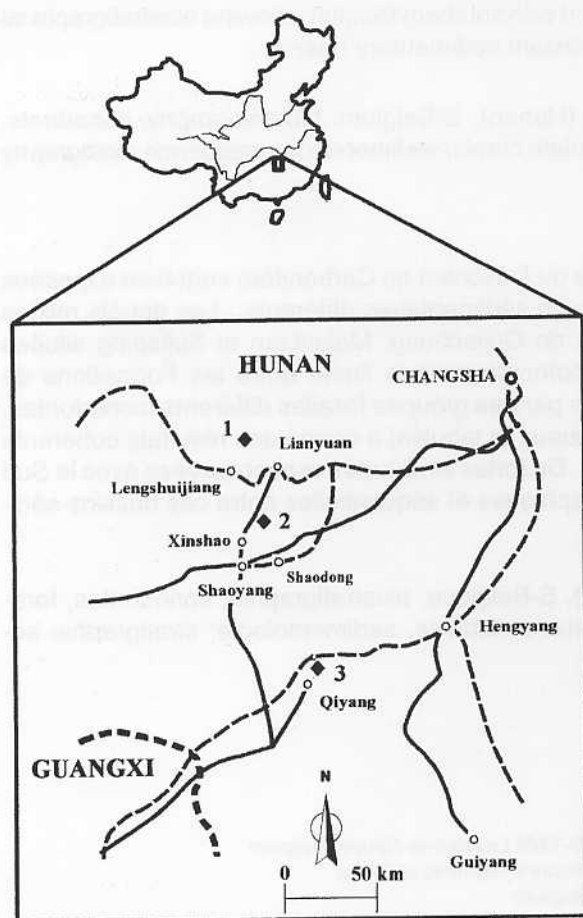 HUNAN
CHANGSHA
1
Lianyuan
Lengshuijiang
2
Xinshao
Shaodong
Shaoyang
Hengyang
3
Qiyang
GUANGXI
N
Guiyang
0 50 km